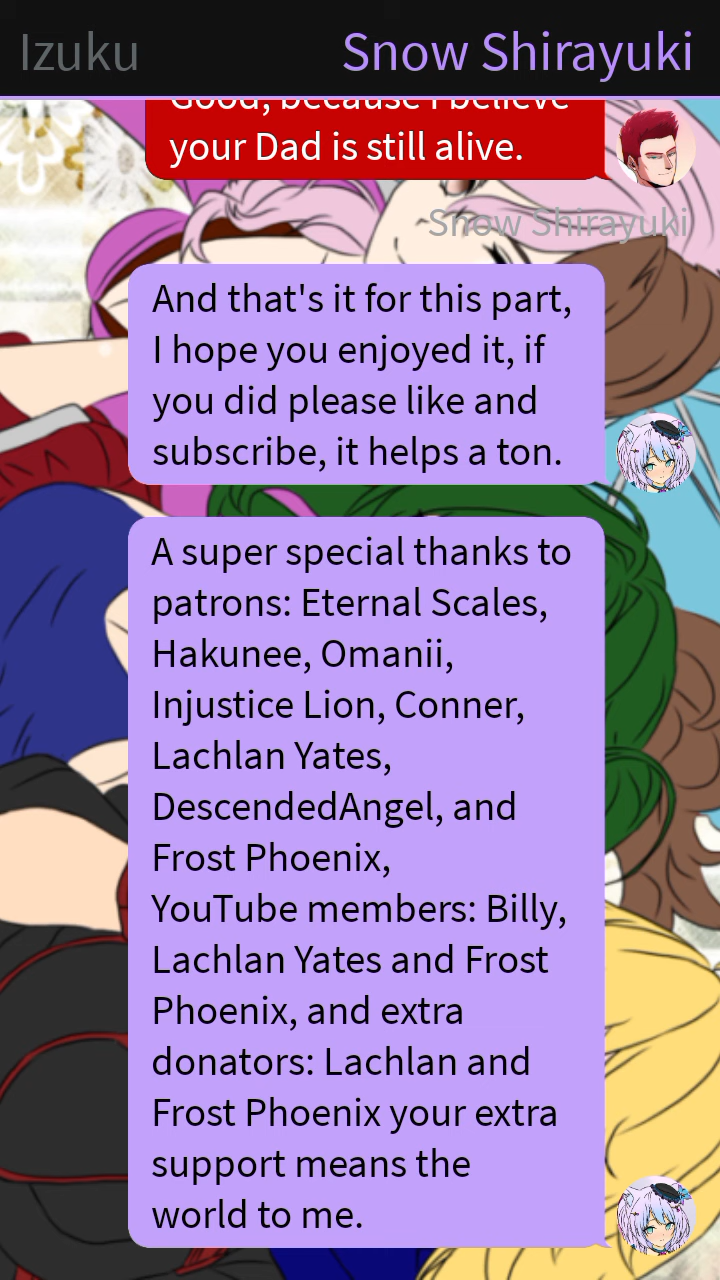 Izuku
Snow Shirayuki
Good, because I believe
your Dad is still alive.
Snow Shirayuki
And that's it for this part,
I hope you enjoyed it, if
you did please like and
subscribe, it helps a ton.
A super special thanks to
patrons: Eternal Scales,
Hakunee, Omanii,
Injustice Lion, Conner,
Lachlan Yates,
DescendedAngel, and
Frost Phoenix,
YouTube members: Billy,
Lachlan Yates and Frost
Phoenix, and extra
donators: Lachlan and
Frost Phoenix your extra
support means the
world to me.